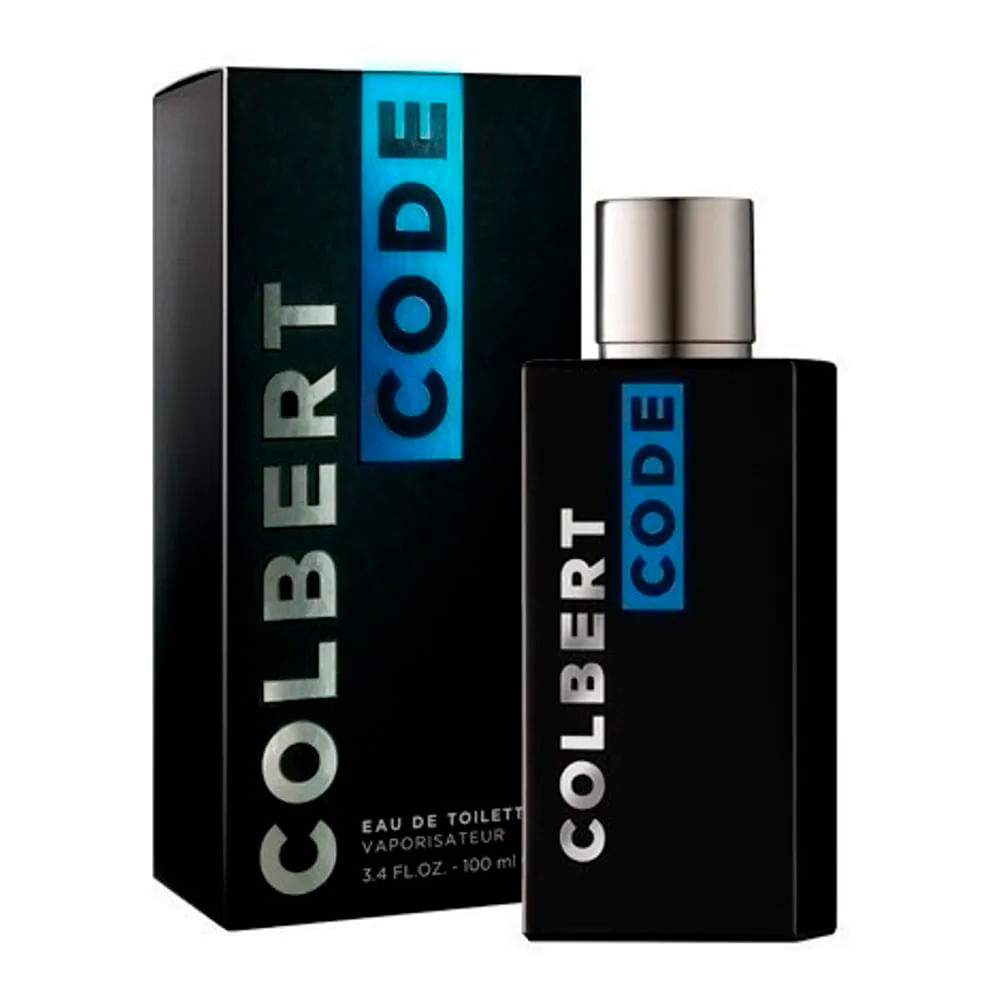 COLBERT
CODE
EAU DE TOILETT
VAPORISATEUR
3.4 FL.OZ. - 100 ml
COLBERT
CODE